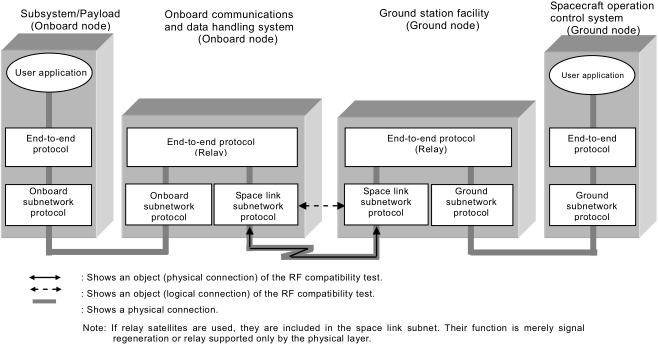 Subsystem/Payload
(Onboard node)
Onboard communications
and data handling system
(Onboard node)
Ground station facility
(Ground node)
Spacecraft operation
control system
(Ground node)
User application
End-to-end
protocol
Onboard
subnetwork
protocol
End-to-end protocol
(Relay)
Onboard
subnetwork
protocol
Space link
subnetwork
protocol
End-to-end protocol
(Relay)
Space link
subnetwork
protocol
Ground
subnetwork
protocol
User application
End-to-end
protocol
Ground
subnetwork
protocol
: Shows an object (physical connection) of the RF compatibility test.
: Shows an object (logical connection) of the RF compatibility test.
: Shows a physical connection.
Note: If relay satellites are used, they are included in the space link subnet. Their function is merely signal
regeneration or relay supported only by the physical layer.